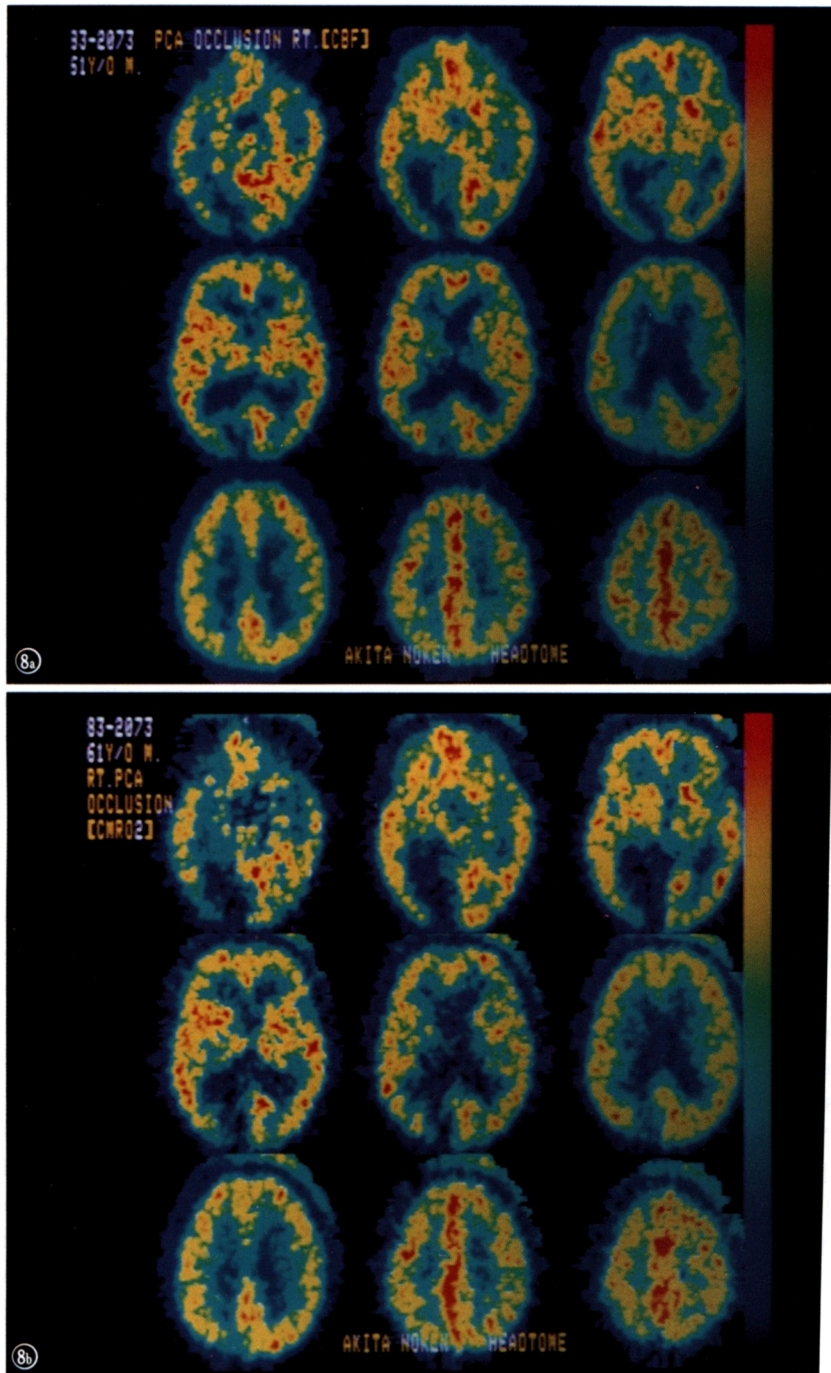 83-2073 PCA OCCLUSION RT.[CBF]
61Y/O M.
AKITA NOKEN HEADTOME
8a
83-2073
61Y/O M.
RT.PCA
OCCLUSION
[CMRO2]
AKITA NOKEN HEADTOME
8b